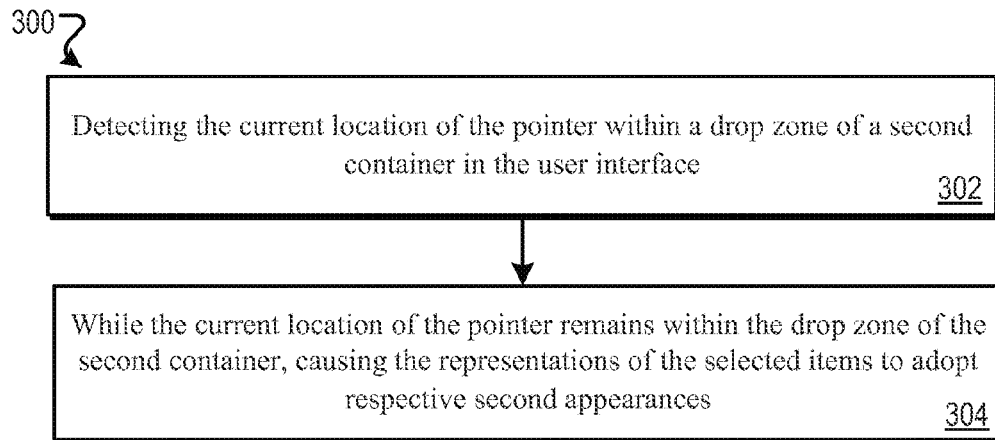 300
Detecting the current location of the pointer within a drop zone of a second
container in the user interface
302
While the current location of the pointer remains within the drop zone of the
second container, causing the representations of the selected items to adopt
respective second appearances
304